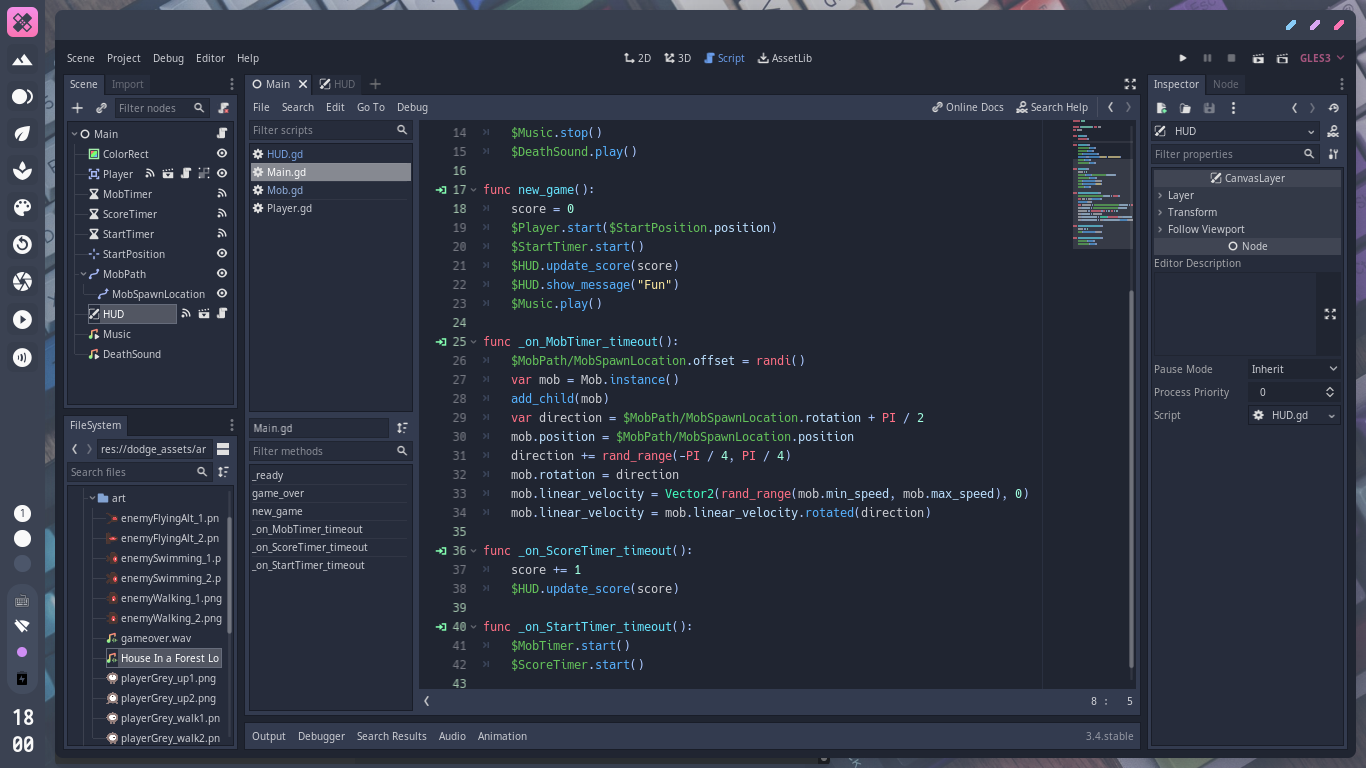 Scene Project Debug Editor Help
2D 3D Script AssetLib
GLES3
Scene Import
Filter nodes
Main
ColorRect
Player
MobTimer
ScoreTimer
StartTimer
StartPosition
MobPath
MobSpawnLocation
HUD
Music
DeathSound
FileSystem
res://dodge_assets/ar
Search files
art
enemyFlyingAlt_1.pn
enemyFlyingAlt_2.pn
enemySwimming_1.p
enemySwimming_2.p
enemyWalking_1.png
enemyWalking_2.png
gameover.wav
House In a Forest Lo
playerGrey_up1.png
playerGrey_up2.png
playerGrey_walk1.pn
playerGrey_walk2.pn
1
18
00
Main HUD
File Search Edit Go To Debug
Online Docs Search Help
Filter scripts
HUD.gd
Main.gd
Mob.gd
Player.gd
Main.gd
Filter methods
_ready
game_over
new_game
_on_MobTimer_timeout
_on_ScoreTimer_timeout
_on_StartTimer_timeout
14 $Music.stop()
15 $DeathSound.play()
16
17 func new_game():
18 score = 0
19 $Player.start($StartPosition.position)
20 $StartTimer.start()
21 $HUD.update_score(score)
22 $HUD.show_message("Fun")
23 $Music.play()
24
25 func _on_MobTimer_timeout():
26 $MobPath/MobSpawnLocation.offset = randi()
27 var mob = Mob.instance()
28 add_child(mob)
29 var direction = $MobPath/MobSpawnLocation.rotation + PI / 2
30 mob.position = $MobPath/MobSpawnLocation.position
31 direction += rand_range(-PI / 4, PI / 4)
32 mob.rotation = direction
33 mob.linear_velocity = Vector2(rand_range(mob.min_speed, mob.max_speed), 0)
34 mob.linear_velocity = mob.linear_velocity.rotated(direction)
35
36 func _on_ScoreTimer_timeout():
37 score += 1
38 $HUD.update_score(score)
39
40 func _on_StartTimer_timeout():
41 $MobTimer.start()
42 $ScoreTimer.start()
43
8 : 5
Output Debugger Search Results Audio Animation
3.4.stable
Inspector Node
HUD
Filter properties
CanvasLayer
Layer
Transform
Follow Viewport
Node
Editor Description
Pause Mode Inherit
Process Priority 0
Script HUD.gd